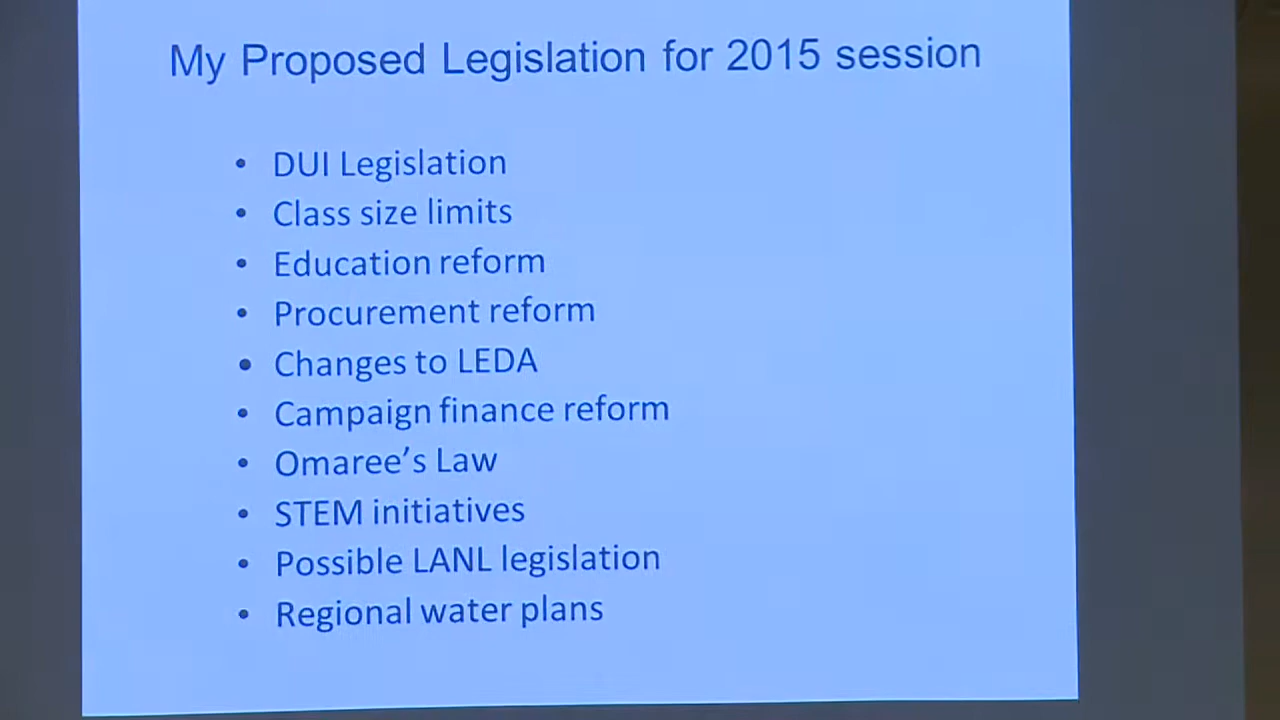 My Proposed Legislation for 2015 session
• DUI Legislation
• Class size limits
• Education reform
• Procurement reform
• Changes to LEDA
• Campaign finance reform
• Omaree’s Law
• STEM initiatives
• Possible LANL legislation
• Regional water plans